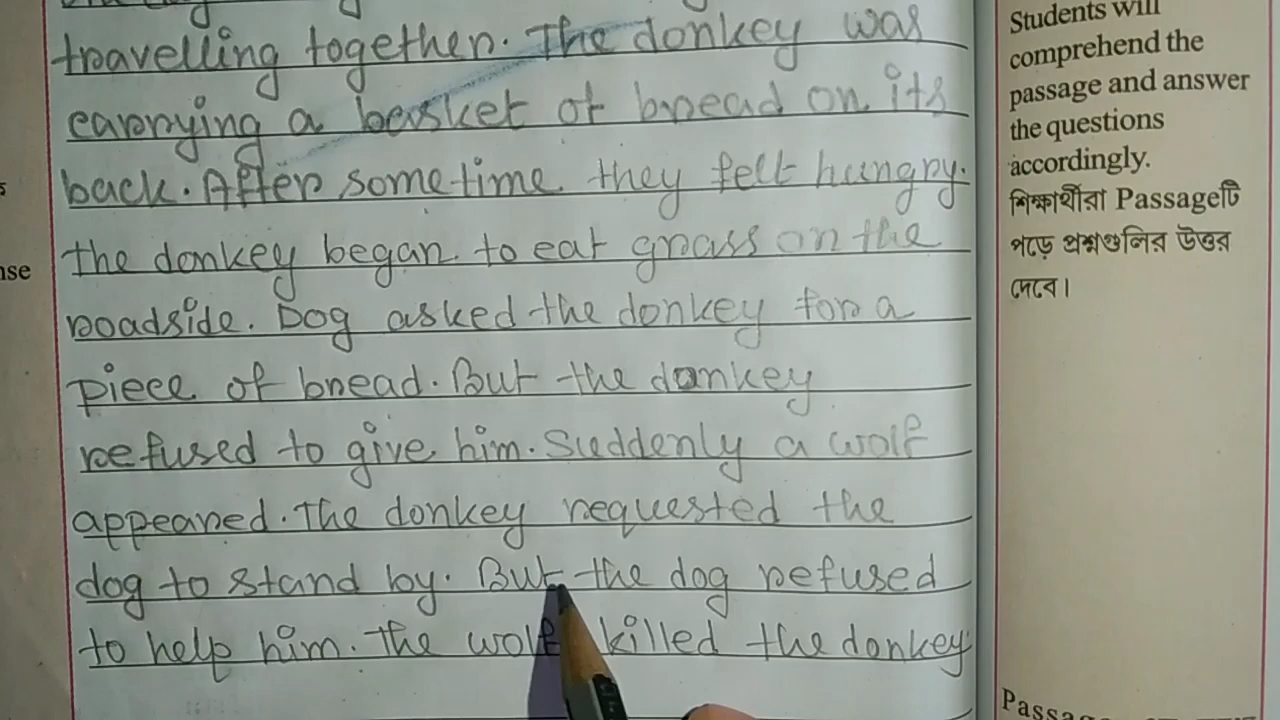 travelling together. The donkey was
carrying a basket of bread on its
back. After sometime they felt hungry.
the donkey began to eat grass on the
roadside. Dog asked the donkey for a
piece of bread. But the donkey
refused to give him. Suddenly a wolf
appeared. The donkey requested the
dog to stand by. But the dog refused
to help him. The wolf killed the donkey
Students will
comprehend the
passage and answer
the questions
accordingly.
শিক্ষার্থীরা Passageটি
পড়ে প্রশ্নগুলির উত্তর
দেবে।